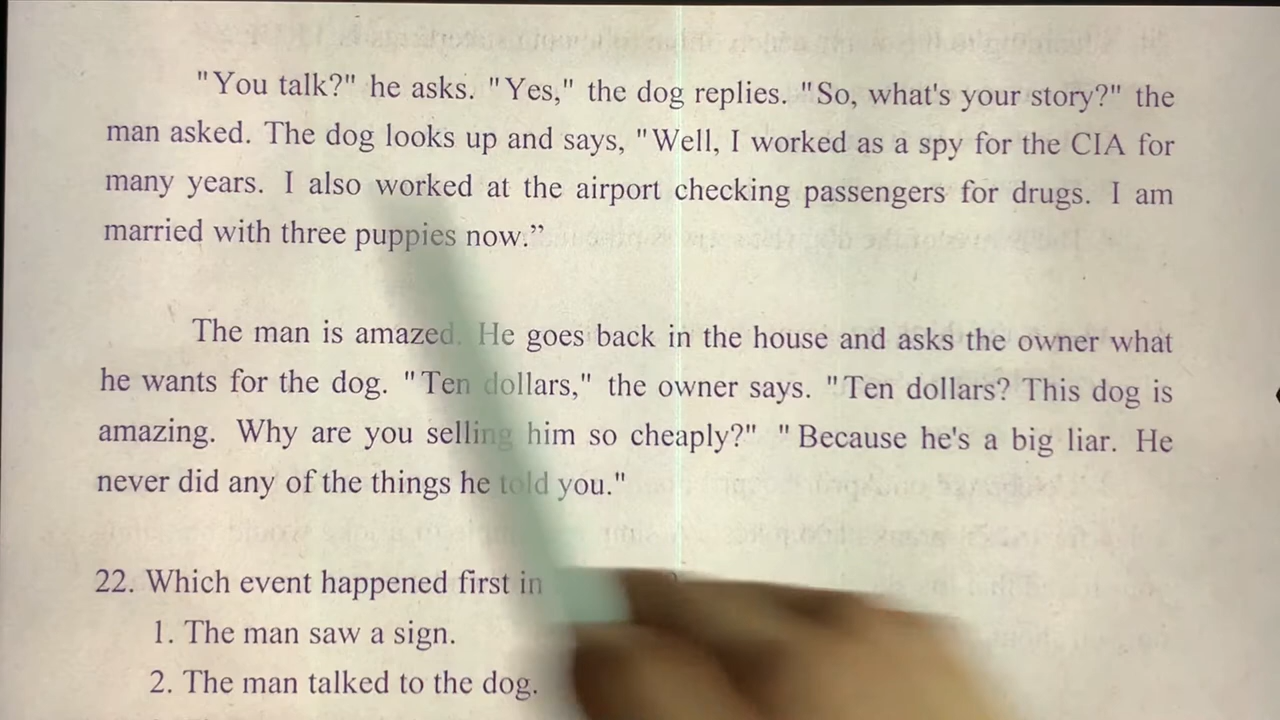 "You talk?" he asks. "Yes," the dog replies. "So, what's your story?" the
man asked. The dog looks up and says, "Well, I worked as a spy for the CIA for
many years. I also worked at the airport checking passengers for drugs. I am
married with three puppies now.”
The man is amazed. He goes back in the house and asks the owner what
he wants for the dog. "Ten dollars," the owner says. "Ten dollars? This dog is
amazing. Why are you selling him so cheaply?" " Because he's a big liar. He
never did any of the things he told you."
22. Which event happened first in
1. The man saw a sign.
2. The man talked to the dog.